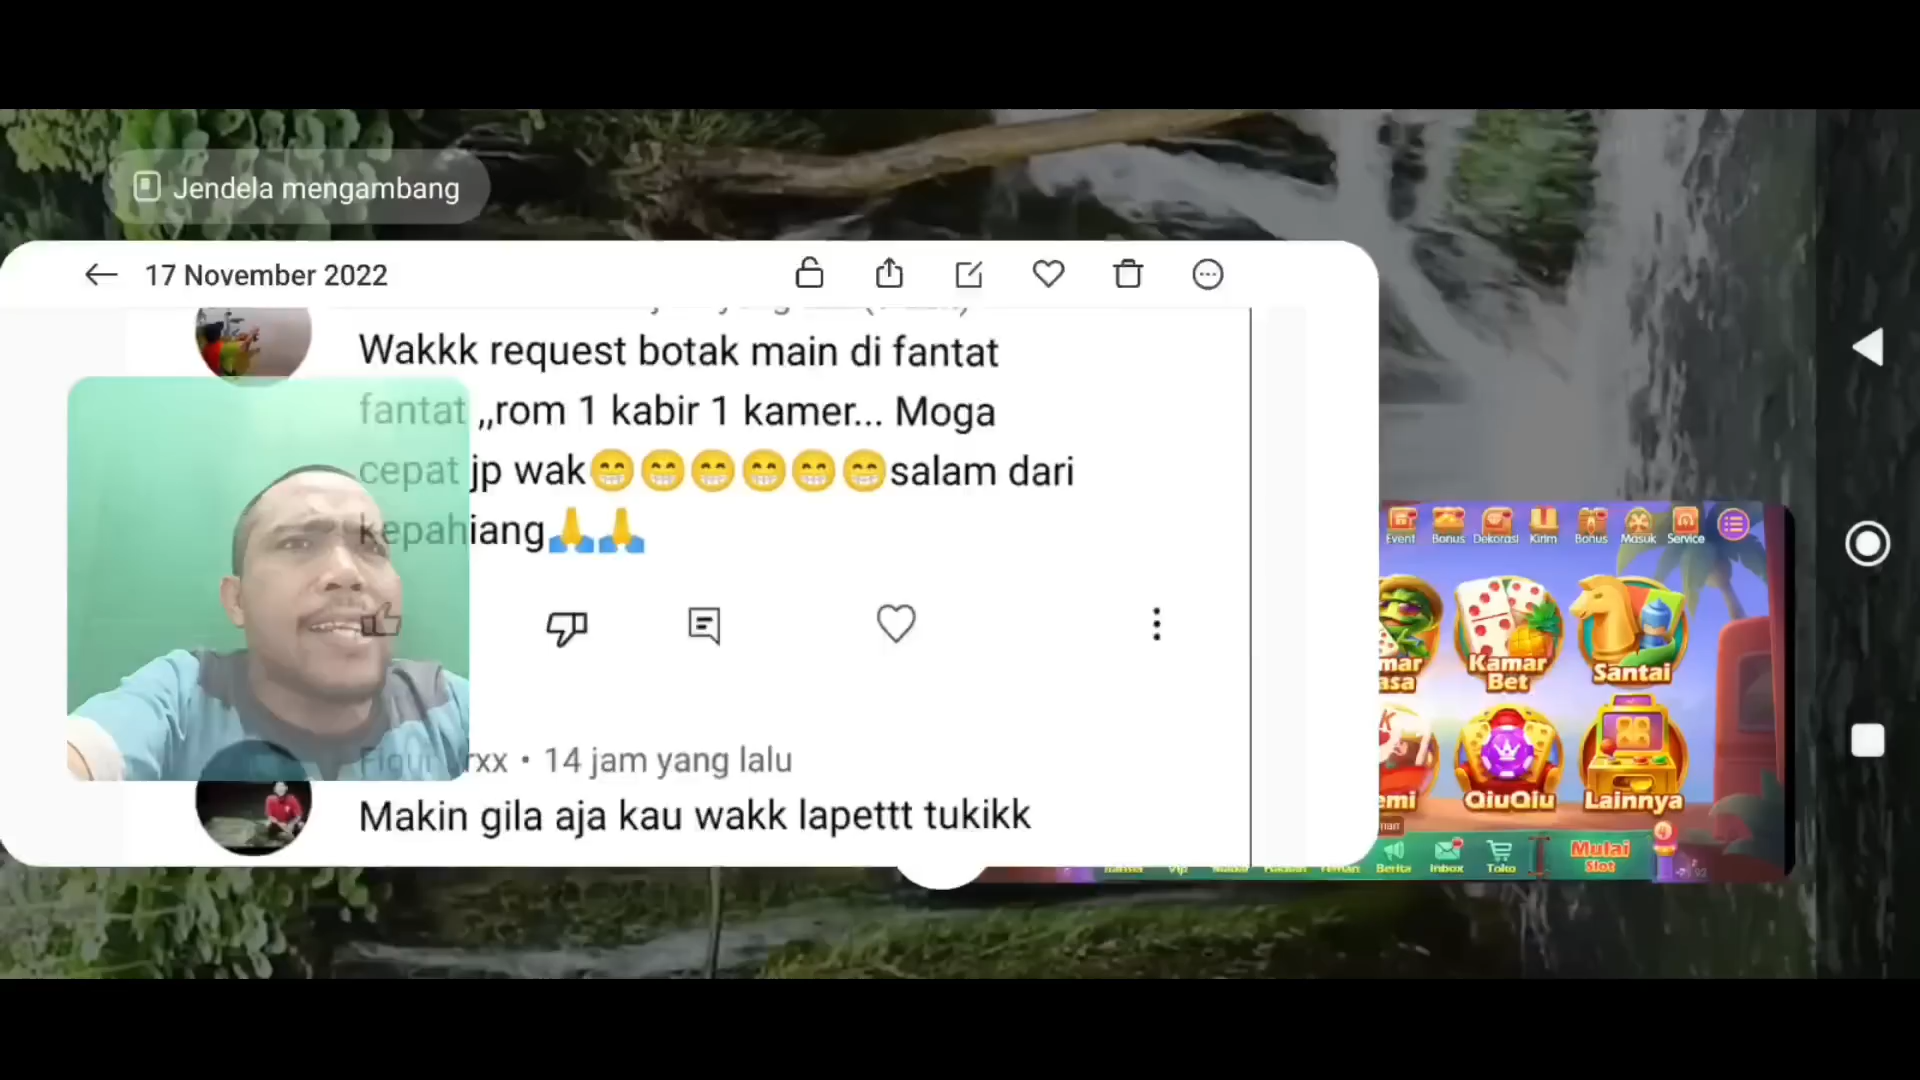 Jendela mengambang
17 November 2022
Wakkk request botak main di fantat
fantat ,,rom 1 kabir 1 kamer... Moga
cepat jp wak😁😁😁😁😁😁salam dari
kepahiang🙏🙏
rxx • 14 jam yang lalu
Makin gila aja kau wakk lapettt tukikk
Event Bonus Dekorasi Kirim Bonus Masuk Service
Kamar
Bet
Santai
QiuQiu
Lainnya
Berita Inbox Toko
Mulai
Slot
4